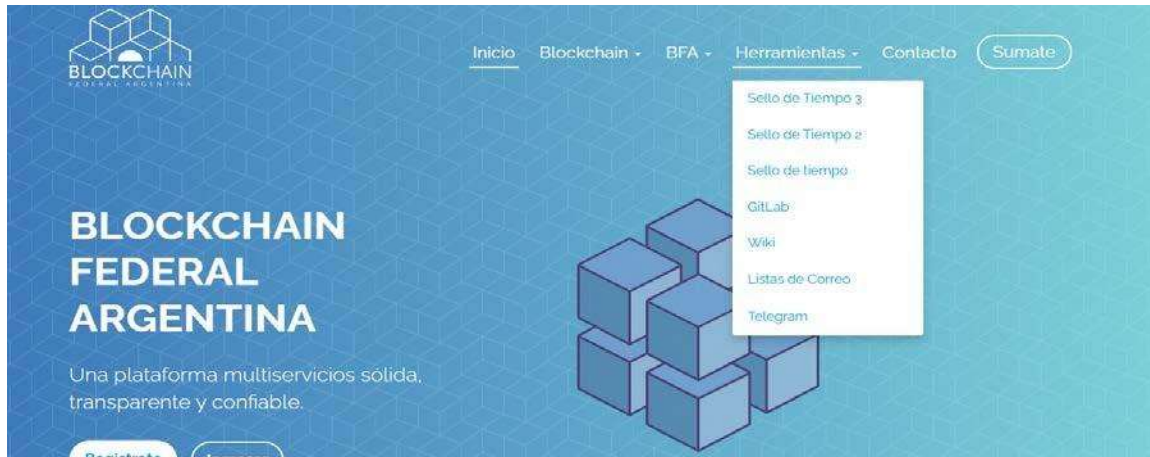 BLOCKCHAIN
FEDERAL ARGENTINA
Inicio Blockchain BFA Herramientas Contacto Sumate
Sello de Tiempo 3
Sello de Tiempo 2
Sello de tiempo
GitLab
Wiki
Listas de Correo
Telegram
BLOCKCHAIN
FEDERAL
ARGENTINA
Una plataforma multiservicios sólida,
transparente y confiable.